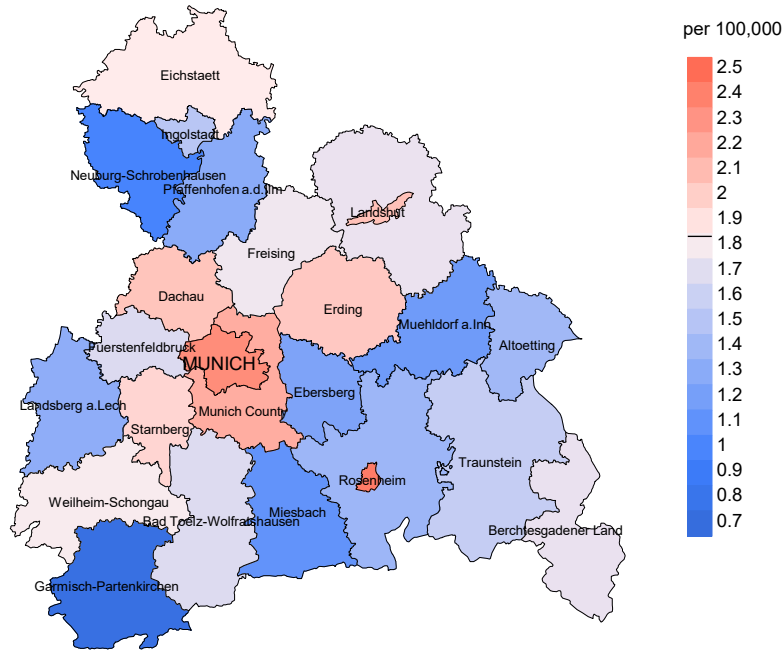 per 100,000
2.5
2.4
2.3
2.2
2.1
2
1.9
1.8
1.7
1.6
1.5
1.4
1.3
1.2
1.1
1
0.9
0.8
0.7
Eichstaett
Ingolstadt
Neuburg-Schrobenhausen
Pfaffenhofen a.d.Ilm
Landshut
Freising
Dachau
Erding
Muehldorf a.Inn
Altoetting
Fuerstenfeldbruck
MUNICH
Ebersberg
Landsberg a.Lech
Munich County
Starnberg
Traunstein
Rosenheim
Weilheim-Schongau
Miesbach
Bad Toelz-Wolfratshausen
Berchtesgadener Land
Garmisch-Partenkirchen